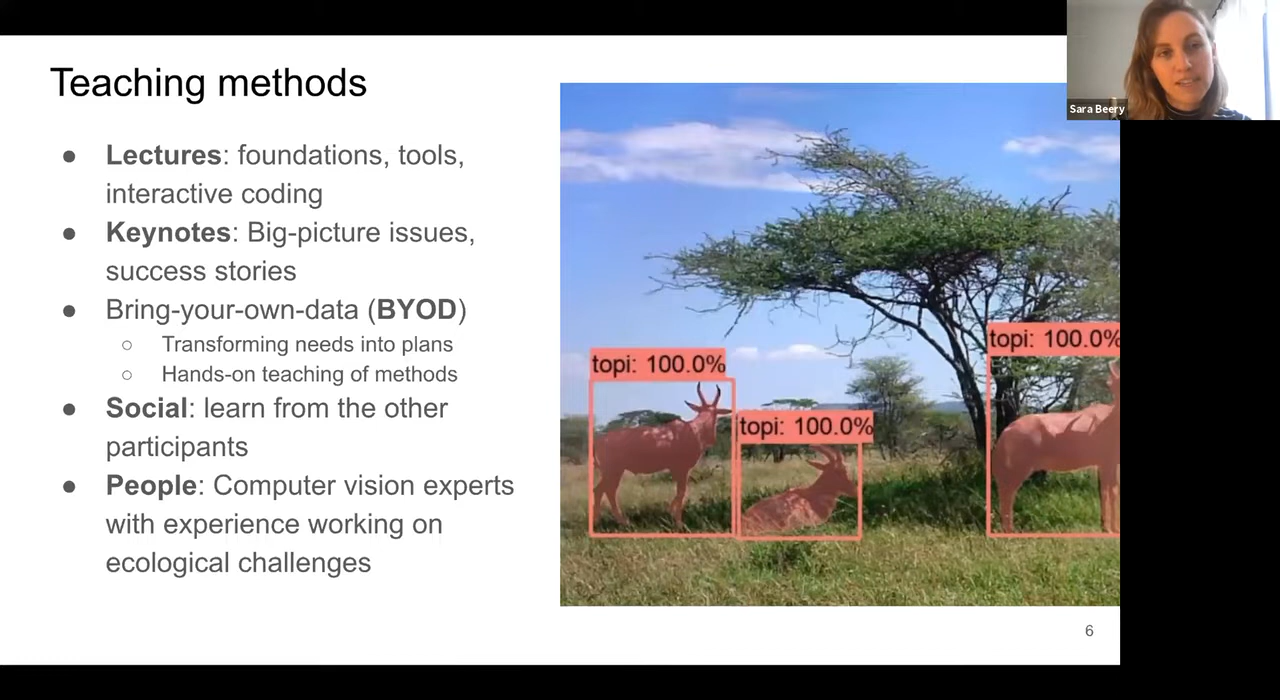 Teaching methods
● Lectures: foundations, tools,
interactive coding
● Keynotes: Big-picture issues,
success stories
● Bring-your-own-data (BYOD)
○ Transforming needs into plans
○ Hands-on teaching of methods
● Social: learn from the other
participants
● People: Computer vision experts
with experience working on
ecological challenges
topi: 100.0%
topi: 100.0%
topi: 100.0%
6
Sara Beery